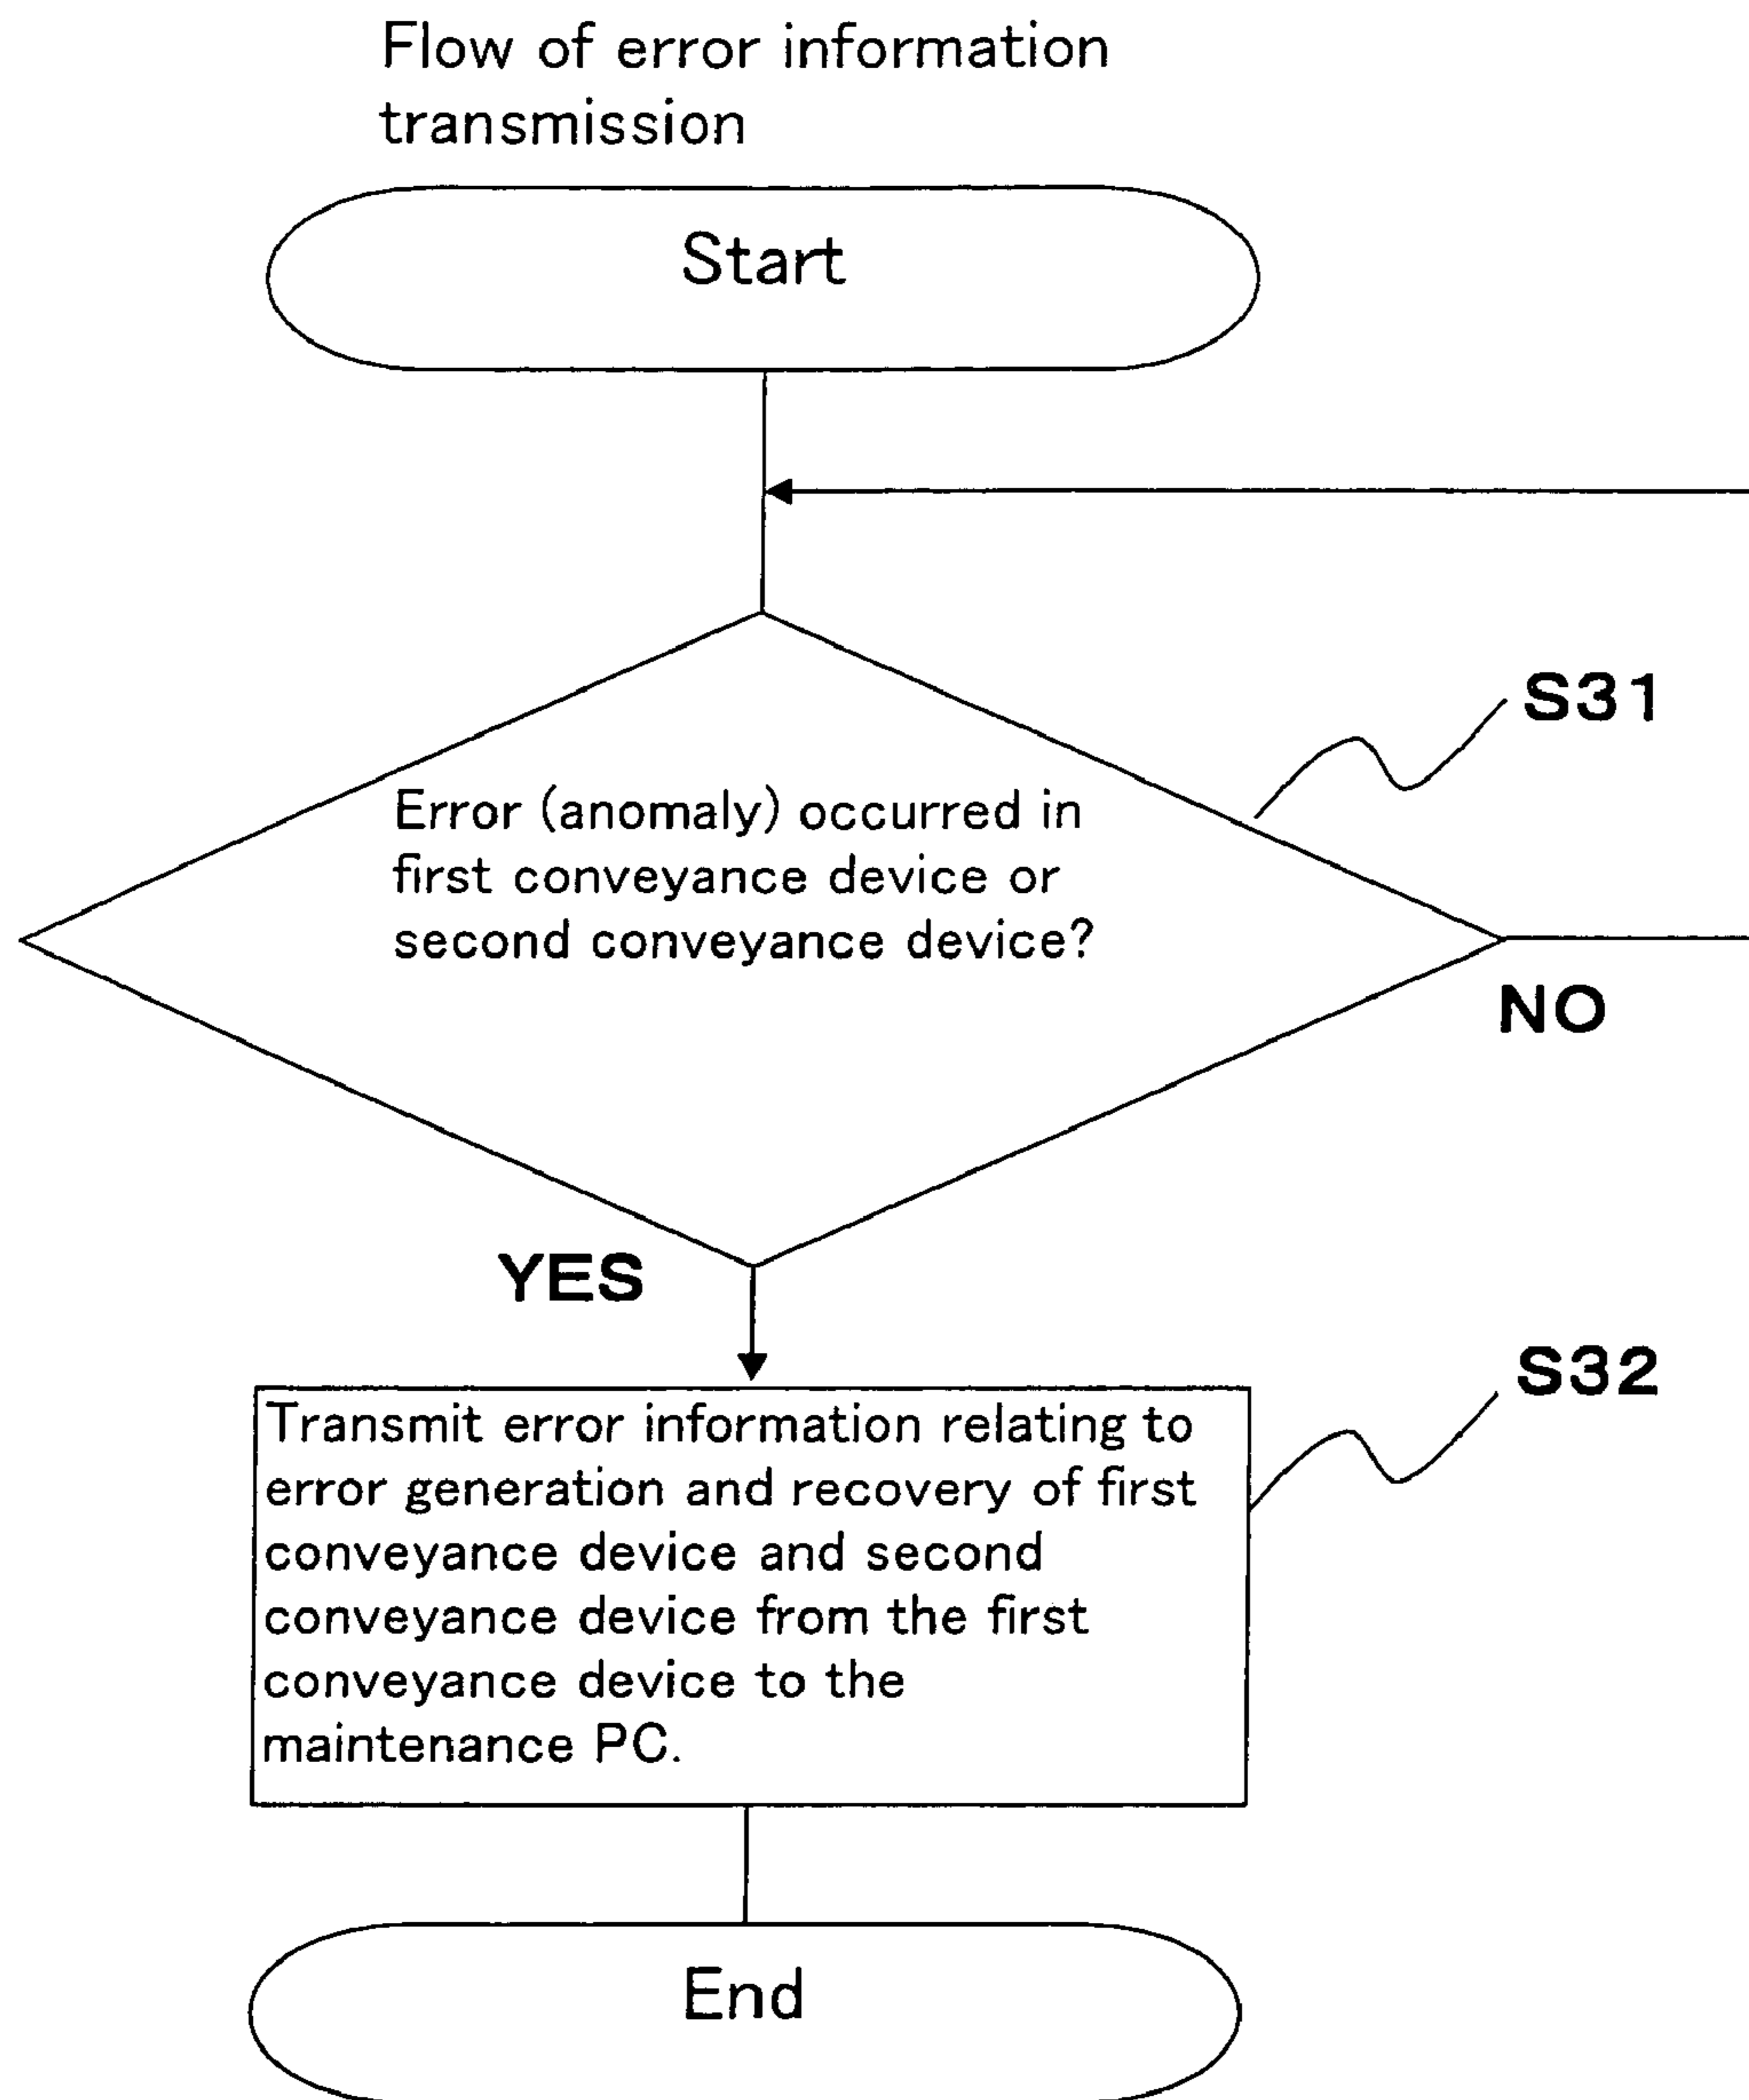 Flow of error information
transmission
Start
S31
Error (anomaly) occurred in
first conveyance device or
second conveyance device?
NO
YES
S32
Transmit error information relating to
error generation and recovery of first
conveyance device and second
conveyance device from the first
conveyance device to the
maintenance PC.
End